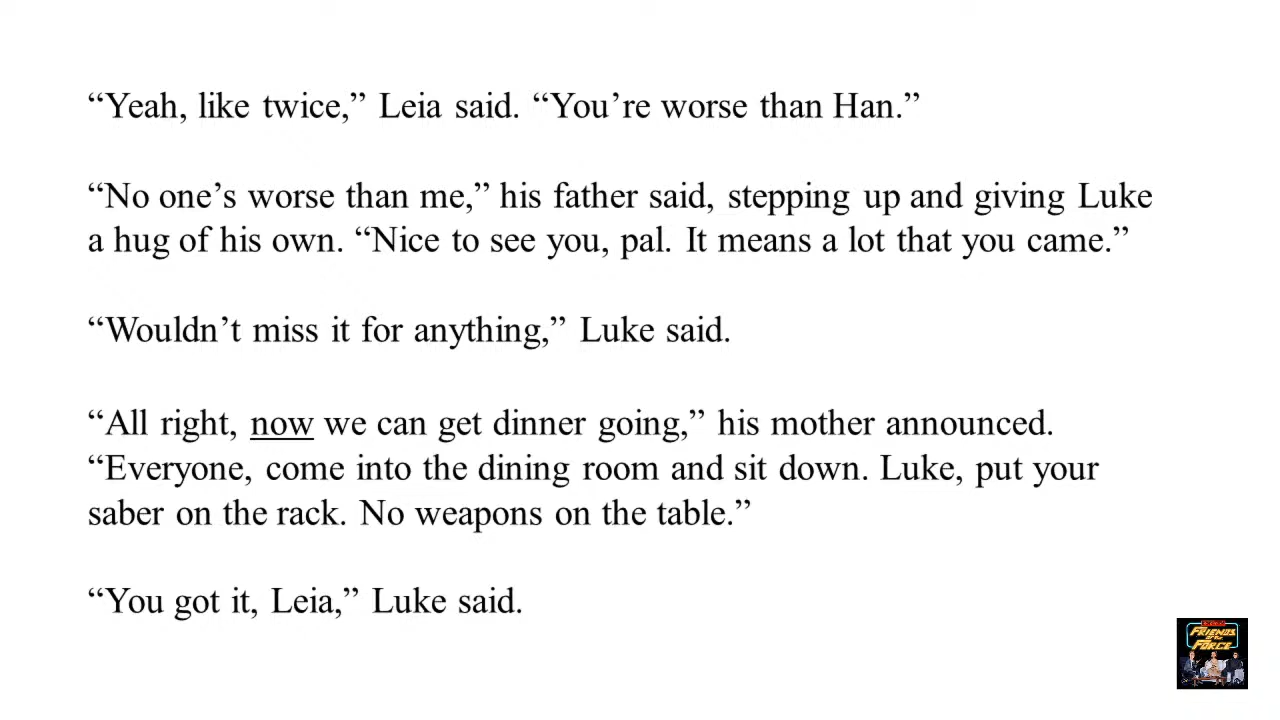 “Yeah, like twice,” Leia said. “You’re worse than Han.”
“No one’s worse than me,” his father said, stepping up and giving Luke
a hug of his own. “Nice to see you, pal. It means a lot that you came.”
“Wouldn’t miss it for anything,” Luke said.
“All right, now we can get dinner going,” his mother announced.
“Everyone, come into the dining room and sit down. Luke, put your
saber on the rack. No weapons on the table.”
“You got it, Leia,” Luke said.
FRIENDS
OF THE
FORCE